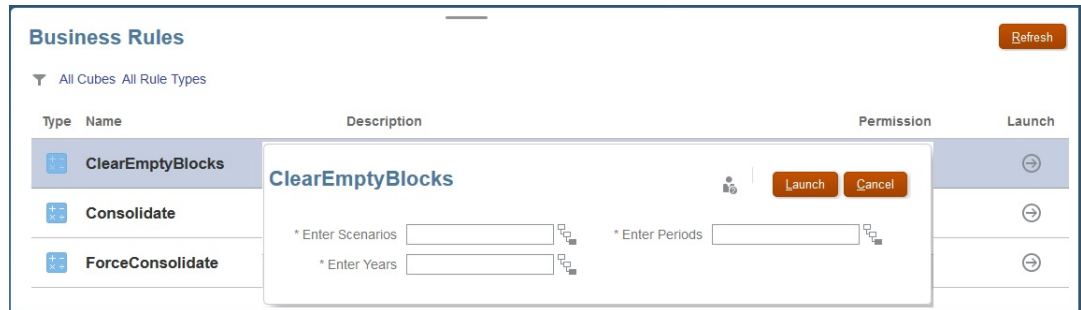 Business Rules
Refresh
All Cubes All Rule Types
Type Name Description Permission Launch
ClearEmptyBlocks
ClearEmptyBlocks
Launch Cancel
* Enter Scenarios * Enter Periods
* Enter Years
Consolidate
ForceConsolidate